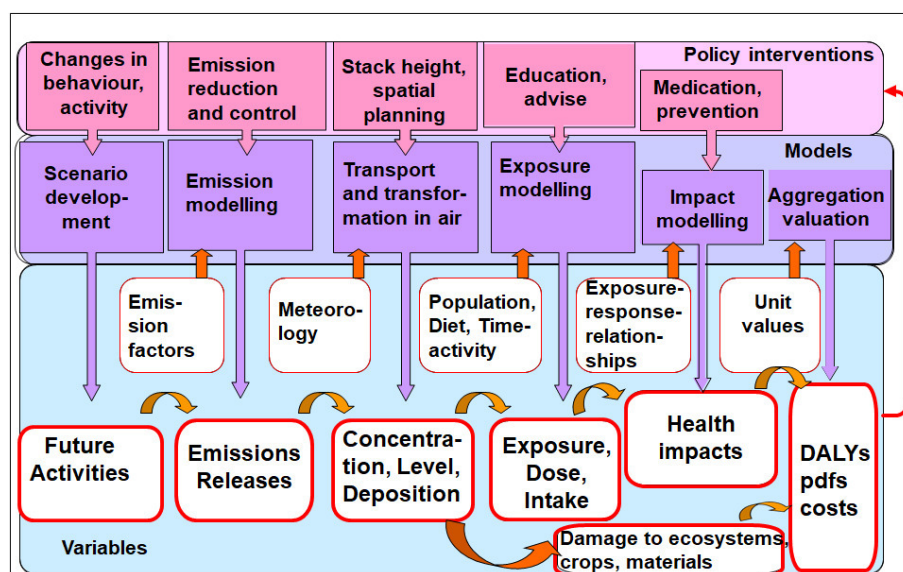 Policy interventions
Changes in
behaviour,
activity
Emission
reduction
and control
Stack height,
spatial
planning
Education,
advise
Medication,
prevention
Models
Scenario
develop-
ment
Emission
modelling
Transport
and transfor-
mation in air
Exposure
modelling
Impact
modelling
Aggregation
valuation
Emis-
sion
factors
Meteoro-
logy
Population,
Diet, Time-
activity
Exposure-
response-
relation-
ships
Unit
values
Future
Activities
Emissions
Releases
Concentra-
tion, Level,
Deposition
Exposure,
Dose,
Intake
Health
impacts
DALYs
pdfs
costs
Damage to ecosystems,
crops, materials
Variables